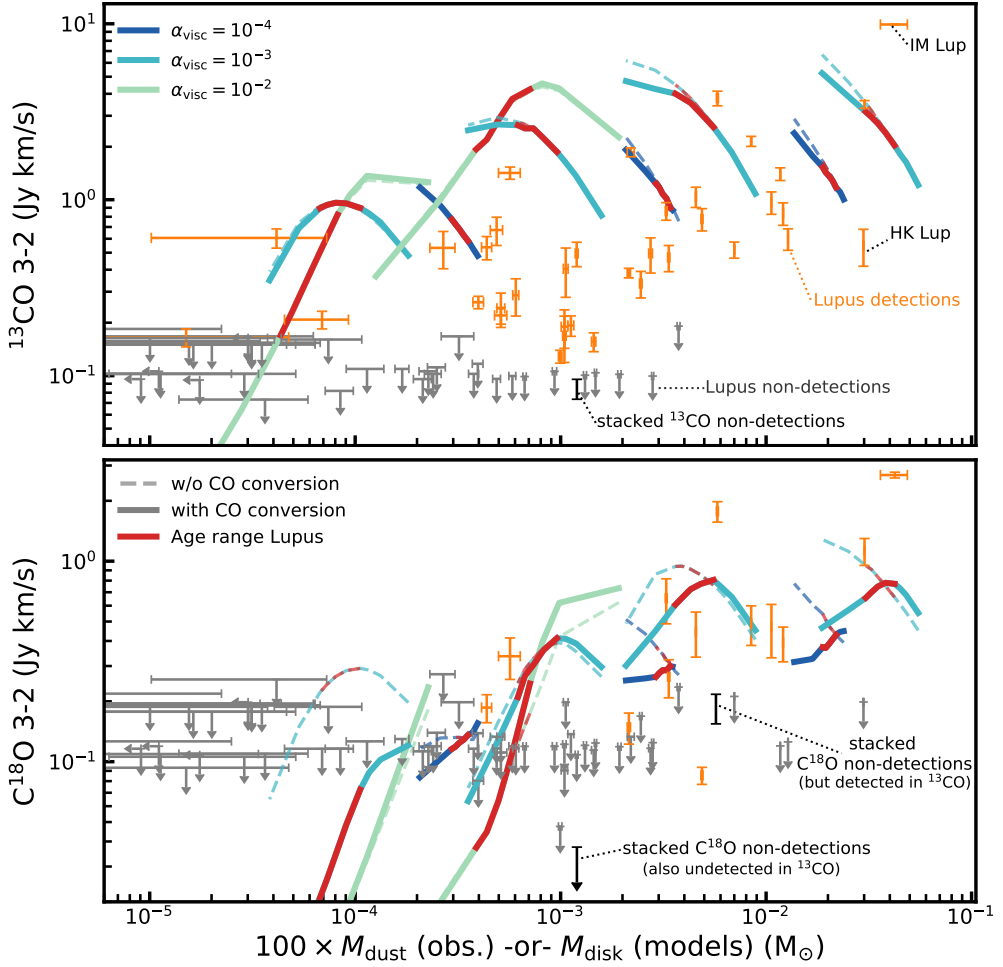 10¹
10⁰
10⁻¹
¹³CO 3-2 (Jy km/s)
α_visc = 10⁻⁴
α_visc = 10⁻³
α_visc = 10⁻²
IM Lup
HK Lup
Lupus detections
Lupus non-detections
stacked ¹³CO non-detections
10⁰
10⁻¹
C¹⁸O 3-2 (Jy km/s)
w/o CO conversion
with CO conversion
Age range Lupus
stacked
C¹⁸O non-detections
(but detected in ¹³CO)
stacked C¹⁸O non-detections
(also undetected in ¹³CO)
10⁻⁵ 10⁻⁴ 10⁻³ 10⁻² 10⁻¹
100 × M_dust (obs.) -or- M_disk (models) (M_⊙)